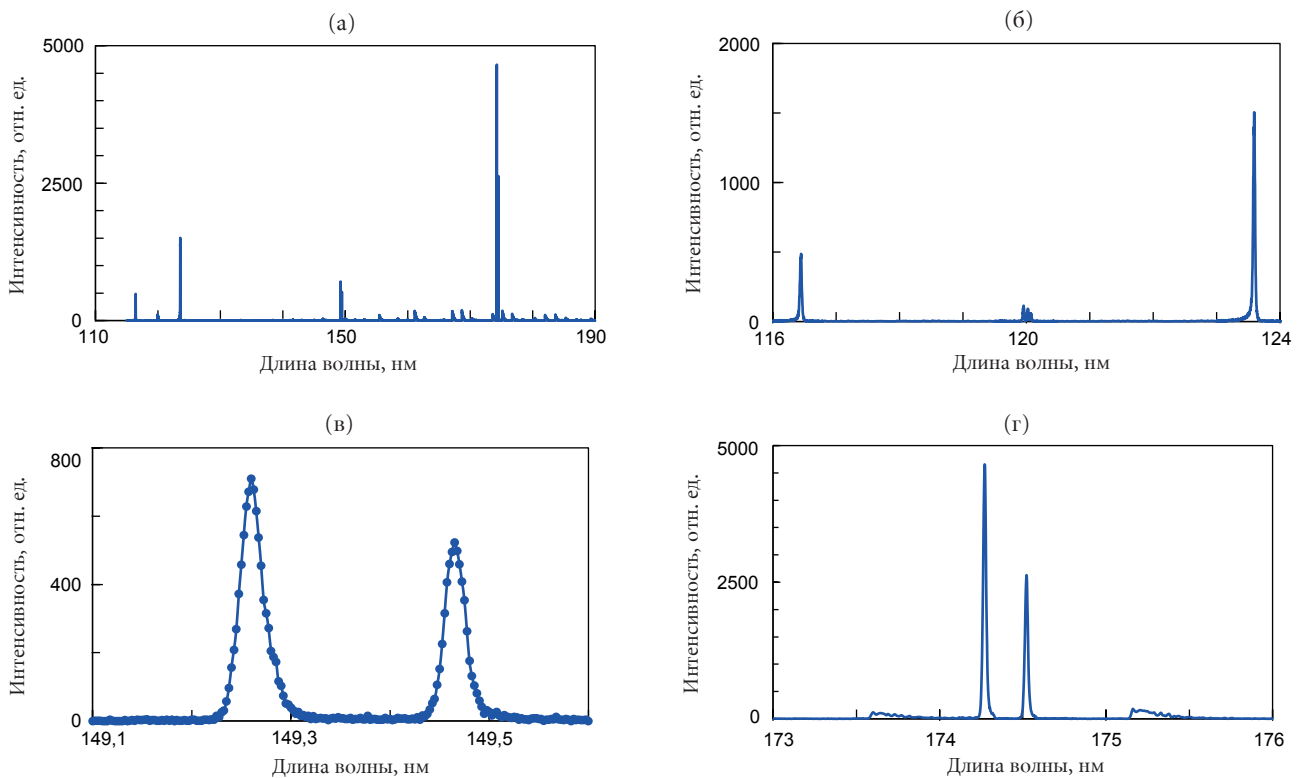 (а)
Интенсивность, отн. ед.
5000
2500
0
110
150
190
Длина волны, нм
(б)
Интенсивность, отн. ед.
2000
1000
0
116
120
124
Длина волны, нм
(в)
Интенсивность, отн. ед.
800
400
0
149,1
149,3
149,5
Длина волны, нм
(г)
Интенсивность, отн. ед.
5000
2500
0
173
174
175
176
Длина волны, нм